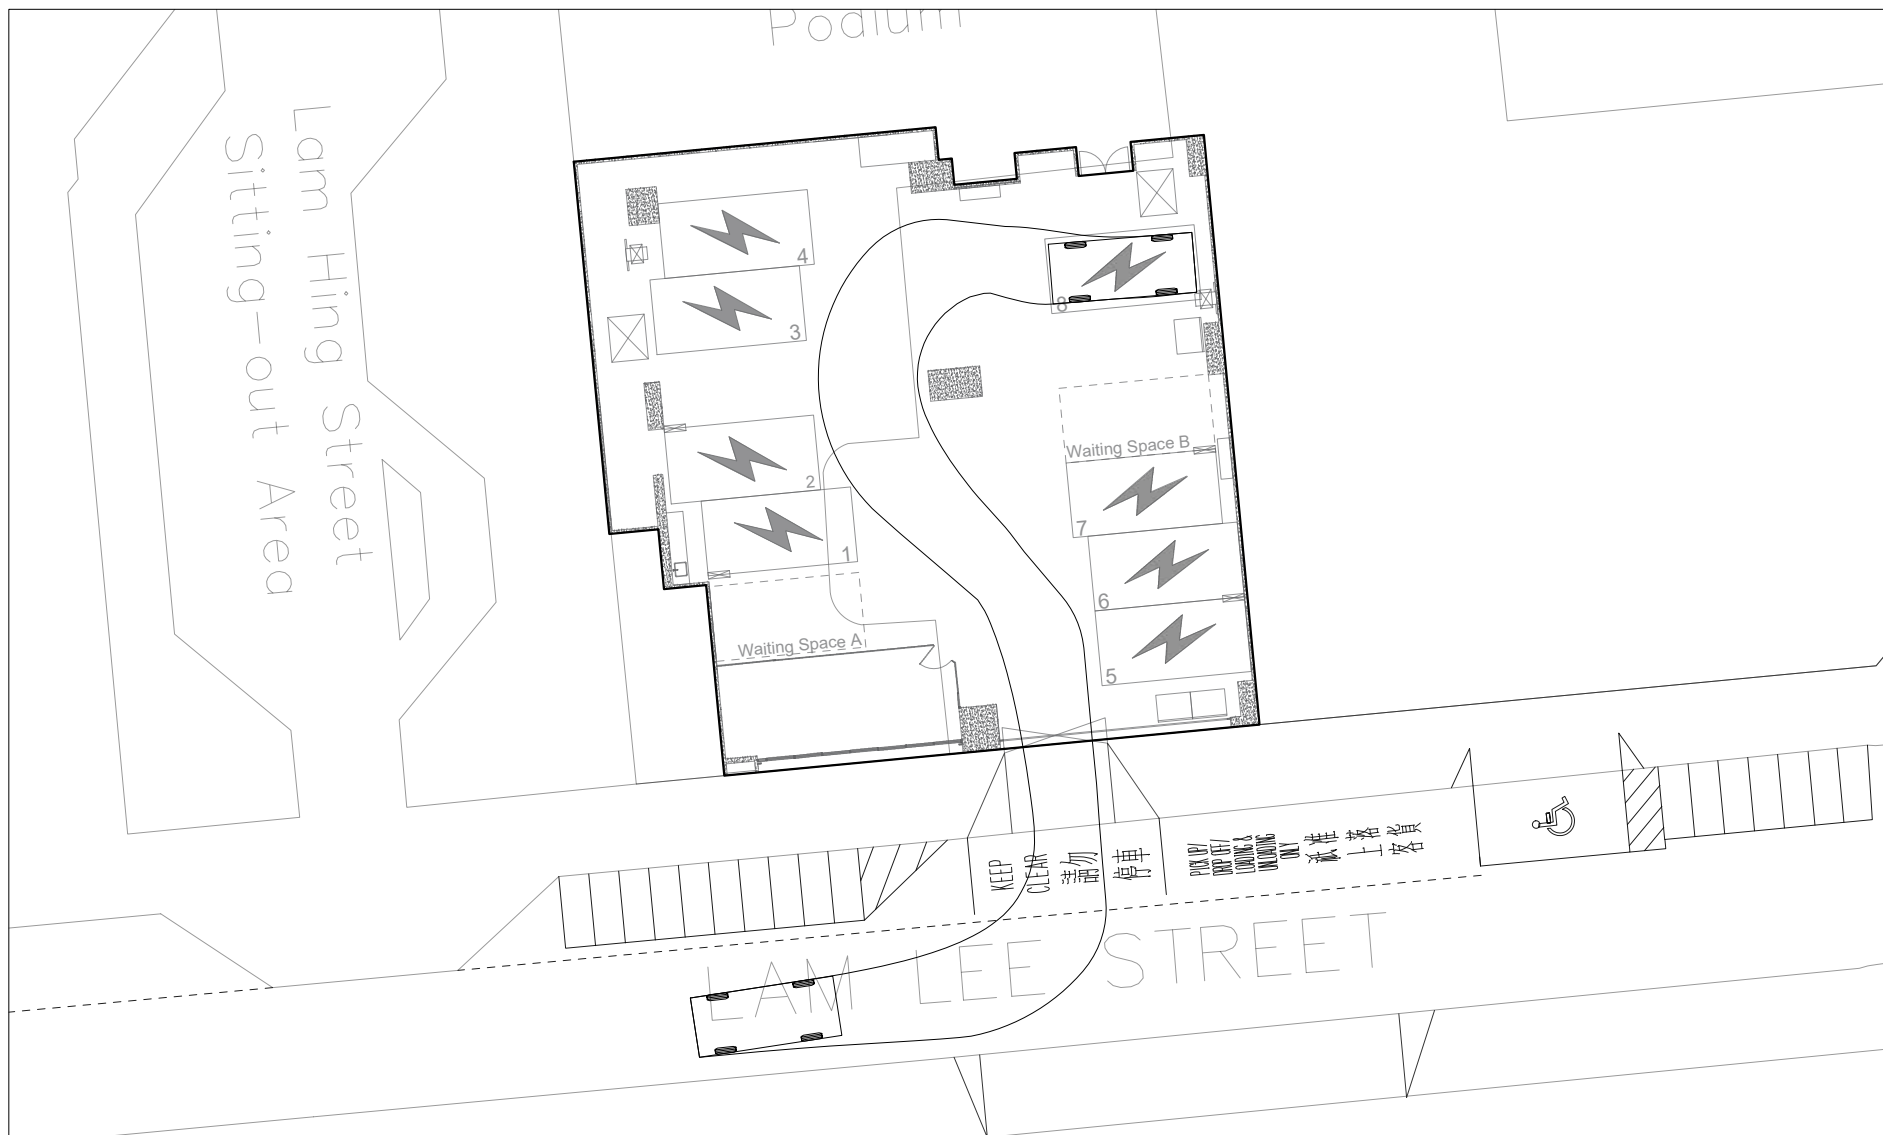 Podium
Lam Hing Street
Sitting-out Area
4
3
8
2
1
Waiting Space B
7
6
5
Waiting Space A
KEEP
CLEAR
請勿
停車
PICK UP/
DROP OFF/
LOADING &
UNLOADING
ONLY
祇准
上落
客貨
LAM LEE STREET